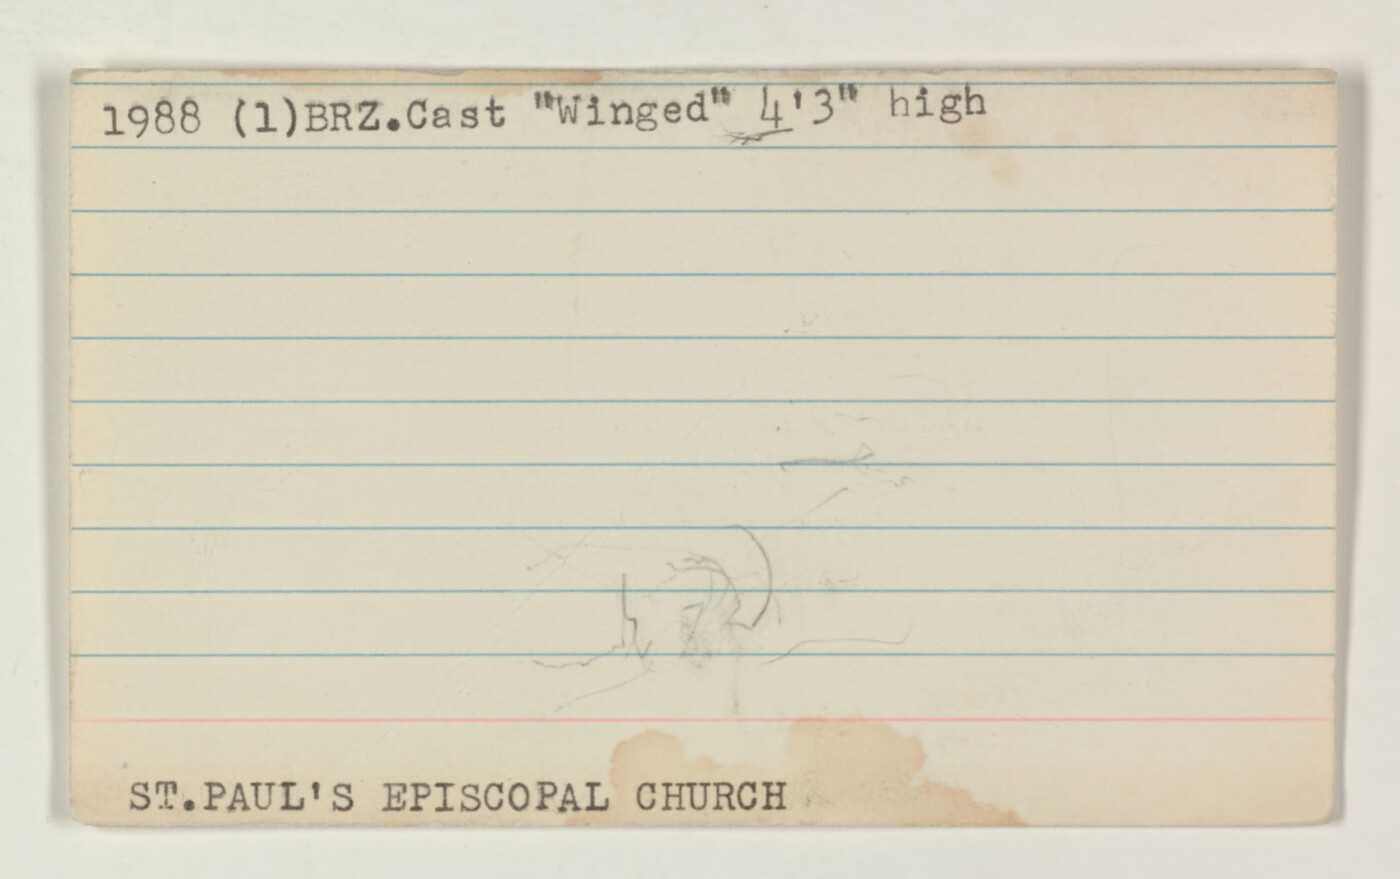 1988 (1)BRZ.Cast "Winged" 4'3" high
ST.PAUL'S EPISCOPAL CHURCH